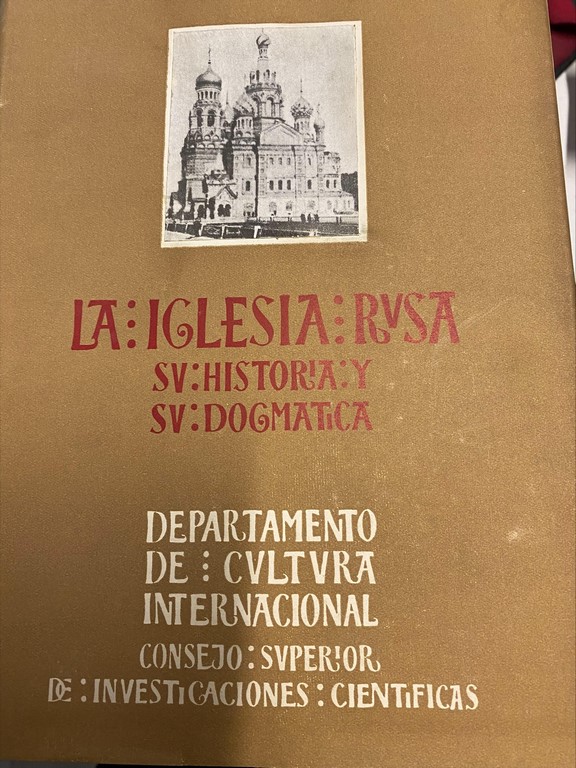 LA:IGLESIA:RVSA
SV:HISTORIA:Y
SV:DOGMATICA
DEPARTAMENTO
DE:CVLTVRA
INTERNACIONAL
CONSEJO:SVPERIOR
DE:INVESTIGACIONES:CIENTIFICAS